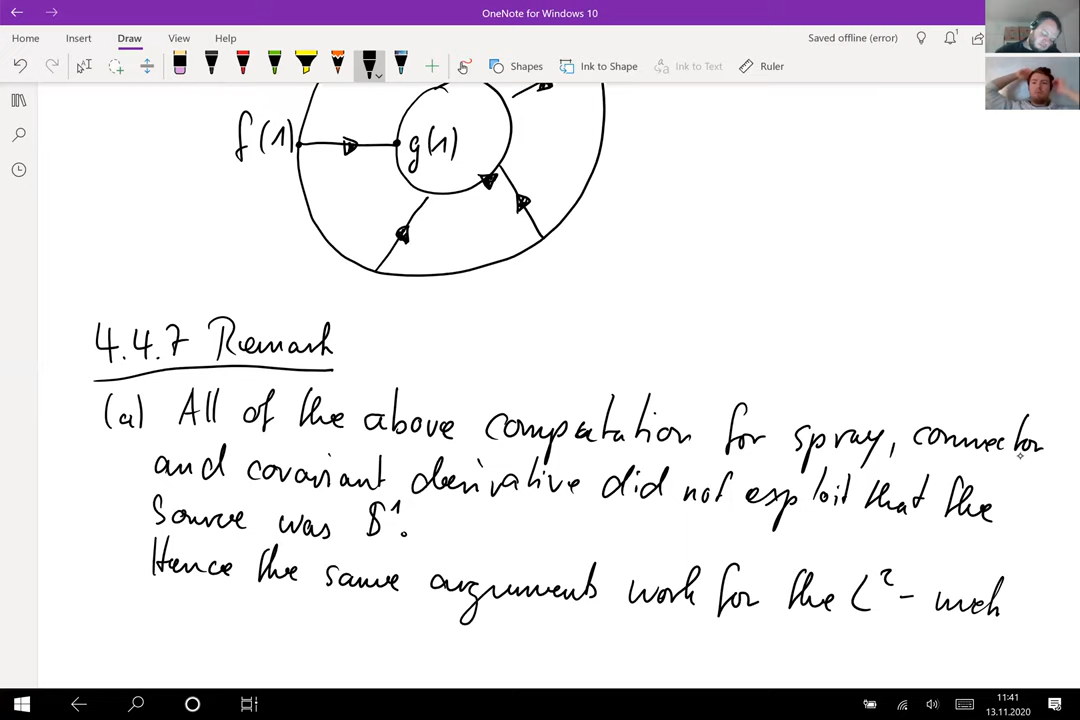 OneNote for Windows 10
Home Insert Draw View Help
Saved offline (error)
Shapes Ink to Shape Ink to Text Ruler
f(1) g(1)
4.4.7 Remark
(a) All of the above computation for spray, connector
and covariant derivative did not exploit that the
source was S¹!
Hence the same arguments work for the L² - metr
11:41
13.11.2020